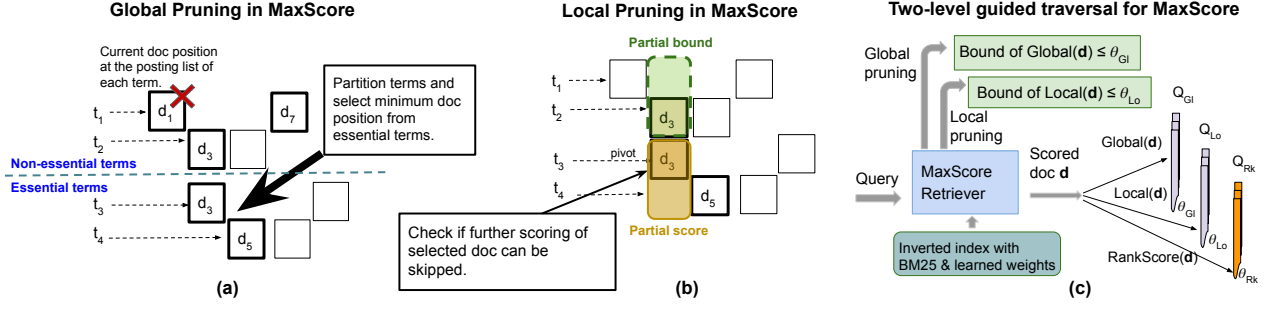 Global Pruning in MaxScore
Current doc position
at the posting list of
each term.
t1
d1
d7
t2
d3
Non-essential terms
Essential terms
t3
d3
t4
d5
Partition terms and
select minimum doc
position from
essential terms.
(a)
Local Pruning in MaxScore
Partial bound
t1
t2
d3
t3
pivot
d3
t4
d5
Partial score
Check if further scoring of
selected doc can be
skipped.
(b)
Two-level guided traversal for MaxScore
Global
pruning
Bound of Global(d) ≤ θGl
Bound of Local(d) ≤ θLo
Local
pruning
Query
MaxScore
Retriever
Scored
doc d
Inverted index with
BM25 & learned weights
Global(d)
Local(d)
RankScore(d)
QGl
QLo
QRk
θGl
θLo
θRk
(c)